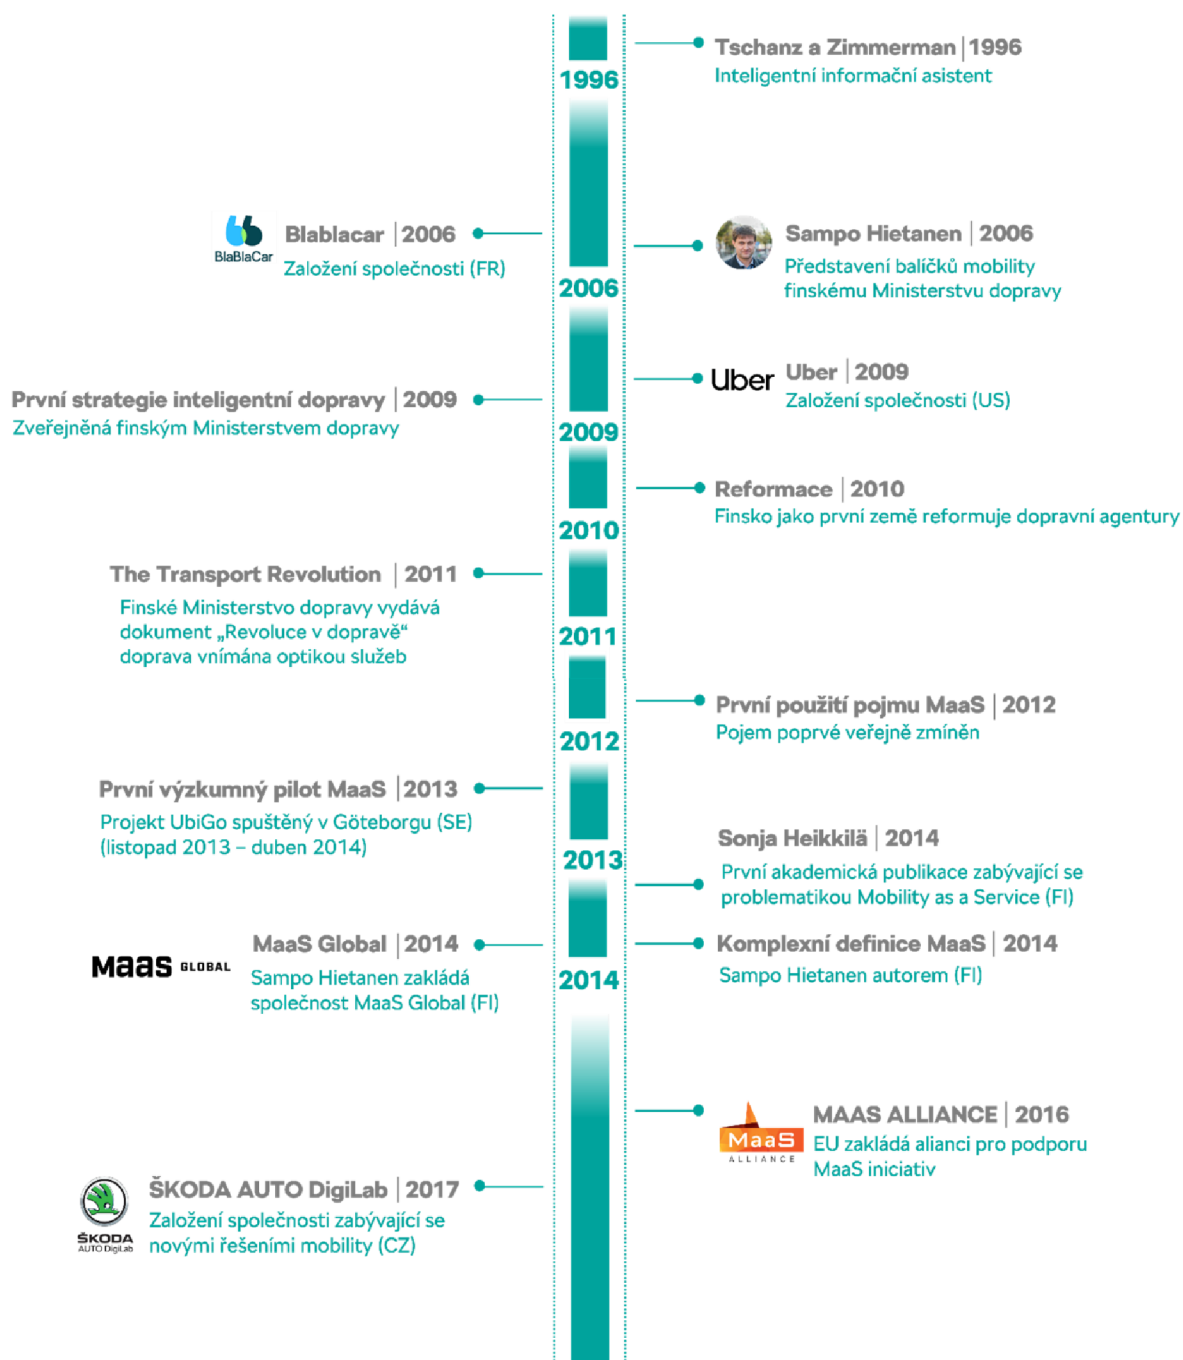 Tschanz a Zimmerman | 1996
Inteligentní informační asistent
1996
BlaBlaCar
Blablacar | 2006
Založení společnosti (FR)
Sampo Hietanen | 2006
Představení balíčků mobility
finskému Ministerstvu dopravy
2006
Uber
Uber | 2009
Založení společnosti (US)
První strategie inteligentní dopravy | 2009
Zveřejněná finským Ministerstvem dopravy
2009
Reformace | 2010
Finsko jako první země reformuje dopravní agentury
2010
The Transport Revolution | 2011
Finské Ministerstvo dopravy vydává
dokument „Revoluce v dopravě“
doprava vnímána optikou služeb
2011
První použití pojmu MaaS | 2012
Pojem poprvé veřejně zmíněn
2012
První výzkumný pilot MaaS | 2013
Projekt UbiGo spuštěný v Göteborgu (SE)
(listopad 2013 – duben 2014)
2013
Sonja Heikkilä | 2014
První akademická publikace zabývající se
problematikou Mobility as a Service (FI)
MaaS GLOBAL
MaaS Global | 2014
Sampo Hietanen zakládá
společnost MaaS Global (FI)
Komplexní definice MaaS | 2014
Sampo Hietanen autorem (FI)
2014
MaaS
ALLIANCE
MAAS ALLIANCE | 2016
EU zakládá alianci pro podporu
MaaS iniciativ
ŠKODA
AUTO DigiLab
ŠKODA AUTO DigiLab | 2017
Založení společnosti zabývající se
novými řešeními mobility (CZ)